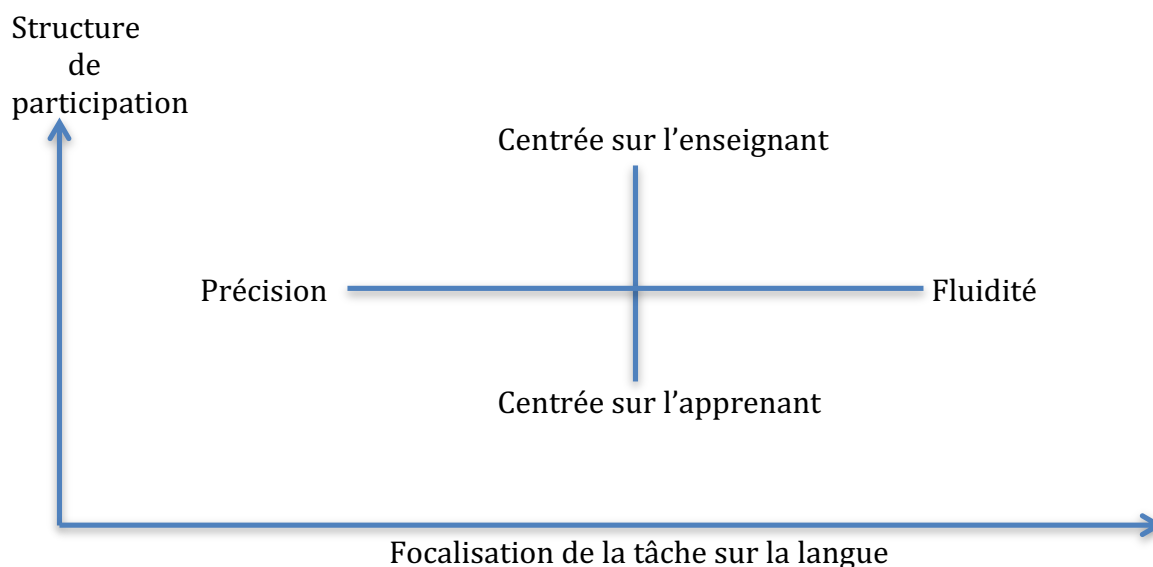 Structure
de
participation
Centrée sur l’enseignant
Précision
Fluidité
Centrée sur l’apprenant
Focalisation de la tâche sur la langue